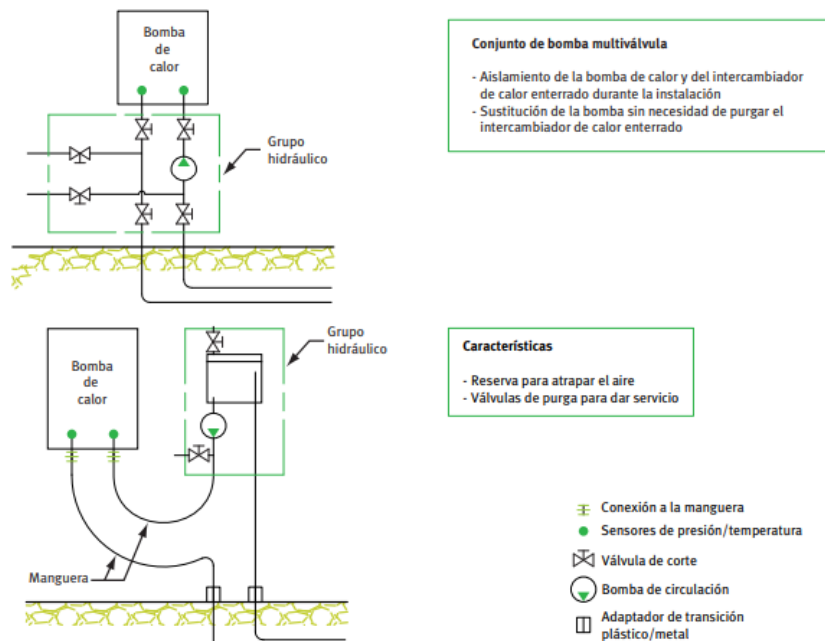 Bomba
de
calor
Grupo
hidráulico
Conjunto de bomba multiválvula
- Aislamiento de la bomba de calor y del intercambiador
de calor enterrado durante la instalación
- Sustitución de la bomba sin necesidad de purgar el
intercambiador de calor enterrado
Bomba
de
calor
Grupo
hidráulico
Manguera
Características
- Reserva para atrapar el aire
- Válvulas de purga para dar servicio
Conexión a la manguera
Sensores de presión/temperatura
Válvula de corte
Bomba de circulación
Adaptador de transición
plástico/metal